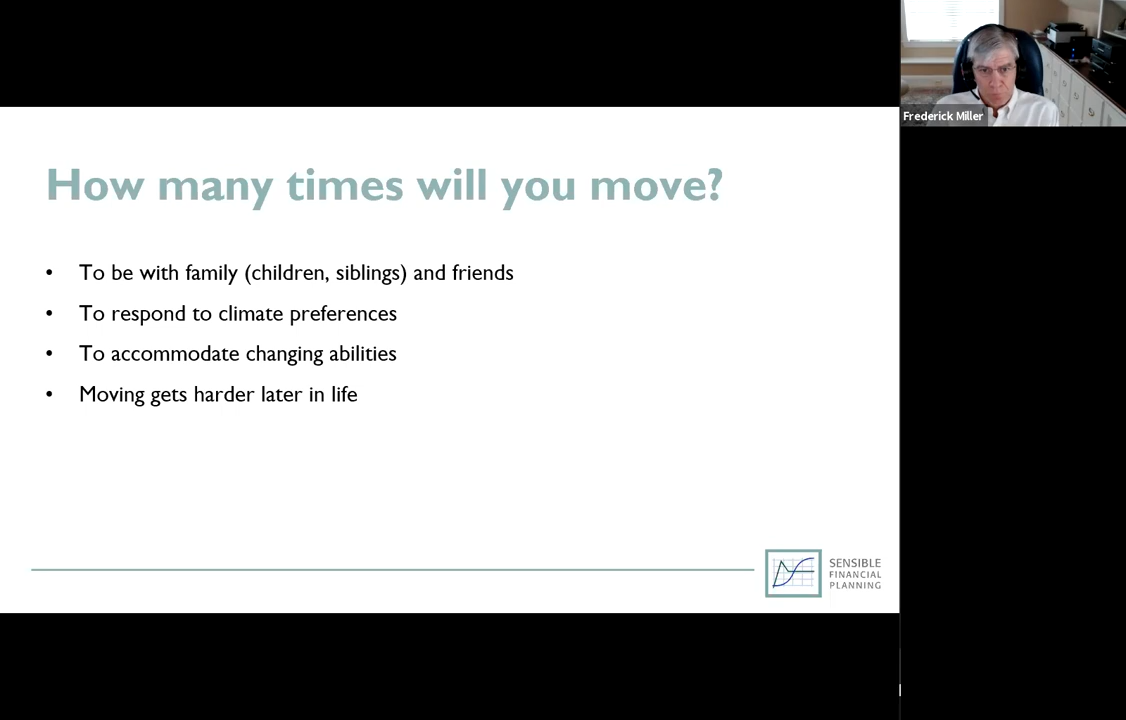 How many times will you move?
• To be with family (children, siblings) and friends
• To respond to climate preferences
• To accommodate changing abilities
• Moving gets harder later in life
SENSIBLE
FINANCIAL
PLANNING
Frederick Miller